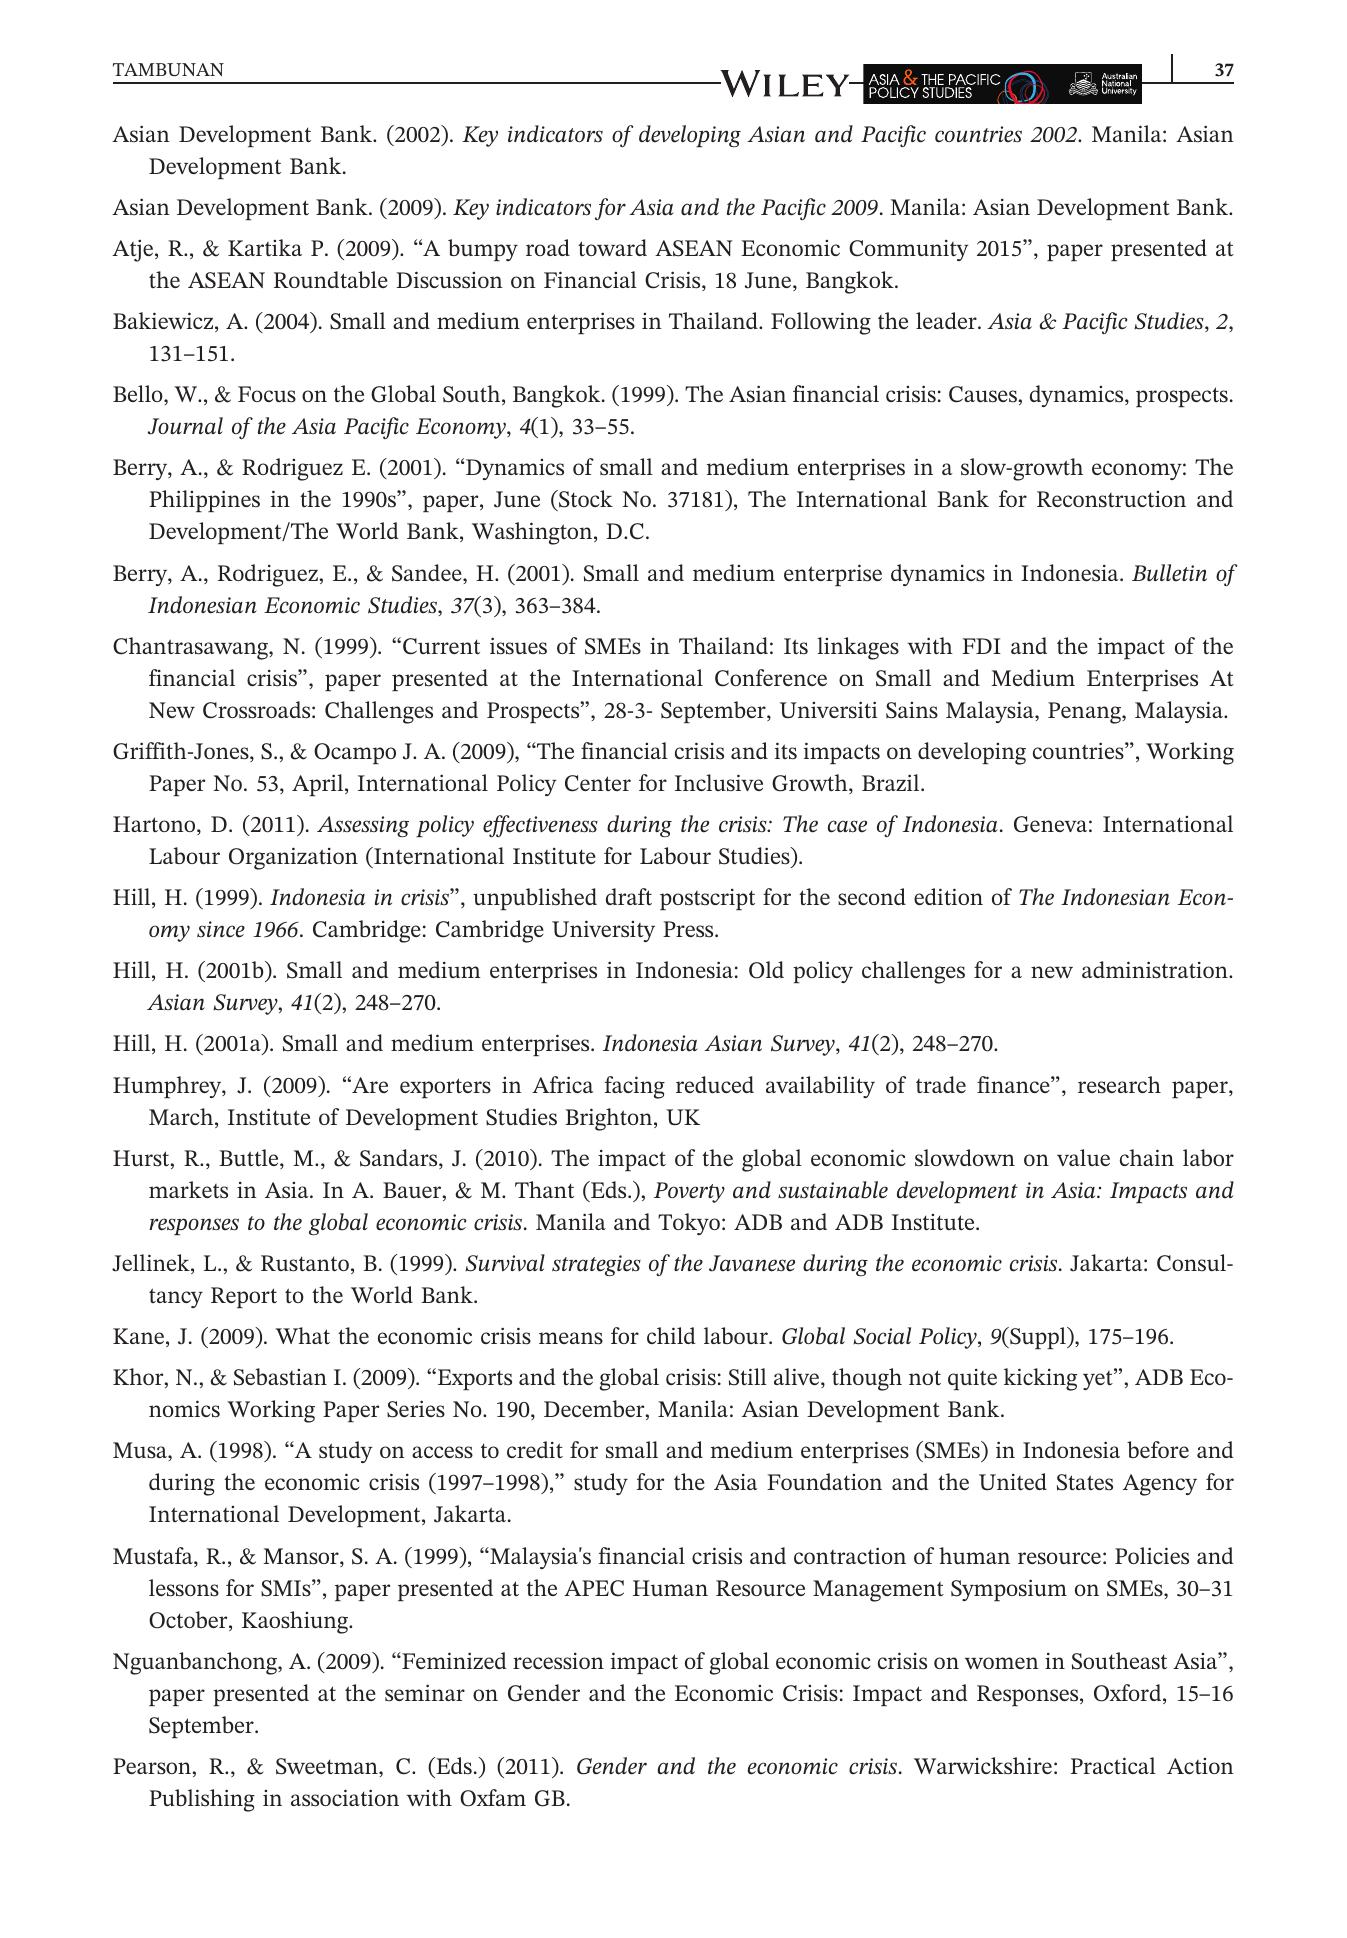 TAMBUNAN
WILEY
ASIA & THE PACIFIC
POLICY STUDIES
Australian
National
University
37
Asian Development Bank. (2002). Key indicators of developing Asian and Pacific countries 2002. Manila: Asian
Development Bank.
Asian Development Bank. (2009). Key indicators for Asia and the Pacific 2009. Manila: Asian Development Bank.
Atje, R., & Kartika P. (2009). “A bumpy road toward ASEAN Economic Community 2015”, paper presented at
the ASEAN Roundtable Discussion on Financial Crisis, 18 June, Bangkok.
Bakiewicz, A. (2004). Small and medium enterprises in Thailand. Following the leader. Asia & Pacific Studies, 2,
131–151.
Bello, W., & Focus on the Global South, Bangkok. (1999). The Asian financial crisis: Causes, dynamics, prospects.
Journal of the Asia Pacific Economy, 4(1), 33–55.
Berry, A., & Rodriguez E. (2001). “Dynamics of small and medium enterprises in a slow-growth economy: The
Philippines in the 1990s”, paper, June (Stock No. 37181), The International Bank for Reconstruction and
Development/The World Bank, Washington, D.C.
Berry, A., Rodriguez, E., & Sandee, H. (2001). Small and medium enterprise dynamics in Indonesia. Bulletin of
Indonesian Economic Studies, 37(3), 363–384.
Chantrasawang, N. (1999). “Current issues of SMEs in Thailand: Its linkages with FDI and the impact of the
financial crisis”, paper presented at the International Conference on Small and Medium Enterprises At
New Crossroads: Challenges and Prospects”, 28-3- September, Universiti Sains Malaysia, Penang, Malaysia.
Griffith-Jones, S., & Ocampo J. A. (2009), “The financial crisis and its impacts on developing countries”, Working
Paper No. 53, April, International Policy Center for Inclusive Growth, Brazil.
Hartono, D. (2011). Assessing policy effectiveness during the crisis: The case of Indonesia. Geneva: International
Labour Organization (International Institute for Labour Studies).
Hill, H. (1999). Indonesia in crisis”, unpublished draft postscript for the second edition of The Indonesian Econ-
omy since 1966. Cambridge: Cambridge University Press.
Hill, H. (2001b). Small and medium enterprises in Indonesia: Old policy challenges for a new administration.
Asian Survey, 41(2), 248–270.
Hill, H. (2001a). Small and medium enterprises. Indonesia Asian Survey, 41(2), 248–270.
Humphrey, J. (2009). “Are exporters in Africa facing reduced availability of trade finance”, research paper,
March, Institute of Development Studies Brighton, UK
Hurst, R., Buttle, M., & Sandars, J. (2010). The impact of the global economic slowdown on value chain labor
markets in Asia. In A. Bauer, & M. Thant (Eds.), Poverty and sustainable development in Asia: Impacts and
responses to the global economic crisis. Manila and Tokyo: ADB and ADB Institute.
Jellinek, L., & Rustanto, B. (1999). Survival strategies of the Javanese during the economic crisis. Jakarta: Consul-
tancy Report to the World Bank.
Kane, J. (2009). What the economic crisis means for child labour. Global Social Policy, 9(Suppl), 175–196.
Khor, N., & Sebastian I. (2009). “Exports and the global crisis: Still alive, though not quite kicking yet”, ADB Eco-
nomics Working Paper Series No. 190, December, Manila: Asian Development Bank.
Musa, A. (1998). “A study on access to credit for small and medium enterprises (SMEs) in Indonesia before and
during the economic crisis (1997–1998),” study for the Asia Foundation and the United States Agency for
International Development, Jakarta.
Mustafa, R., & Mansor, S. A. (1999), “Malaysia's financial crisis and contraction of human resource: Policies and
lessons for SMIs”, paper presented at the APEC Human Resource Management Symposium on SMEs, 30–31
October, Kaoshiung.
Nguanbanchong, A. (2009). “Feminized recession impact of global economic crisis on women in Southeast Asia”,
paper presented at the seminar on Gender and the Economic Crisis: Impact and Responses, Oxford, 15–16
September.
Pearson, R., & Sweetman, C. (Eds.) (2011). Gender and the economic crisis. Warwickshire: Practical Action
Publishing in association with Oxfam GB.